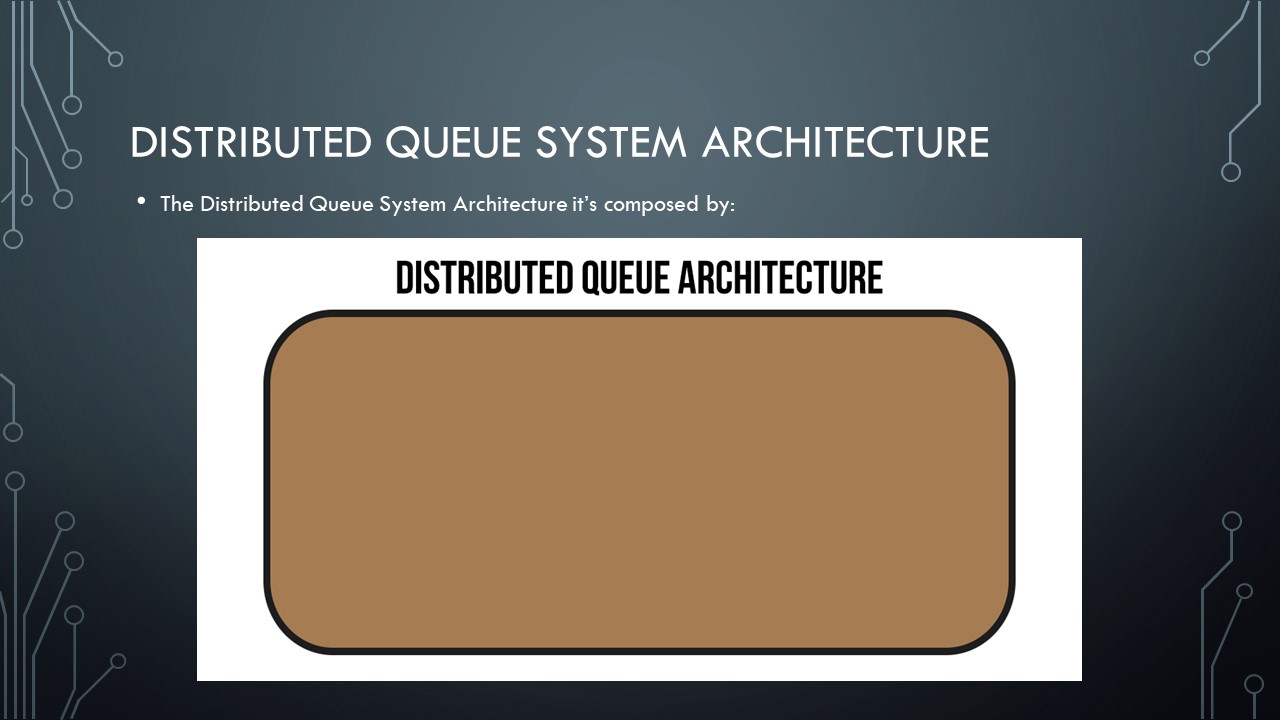 DISTRIBUTED QUEUE SYSTEM ARCHITECTURE
• The Distributed Queue System Architecture it’s composed by:
DISTRIBUTED QUEUE ARCHITECTURE